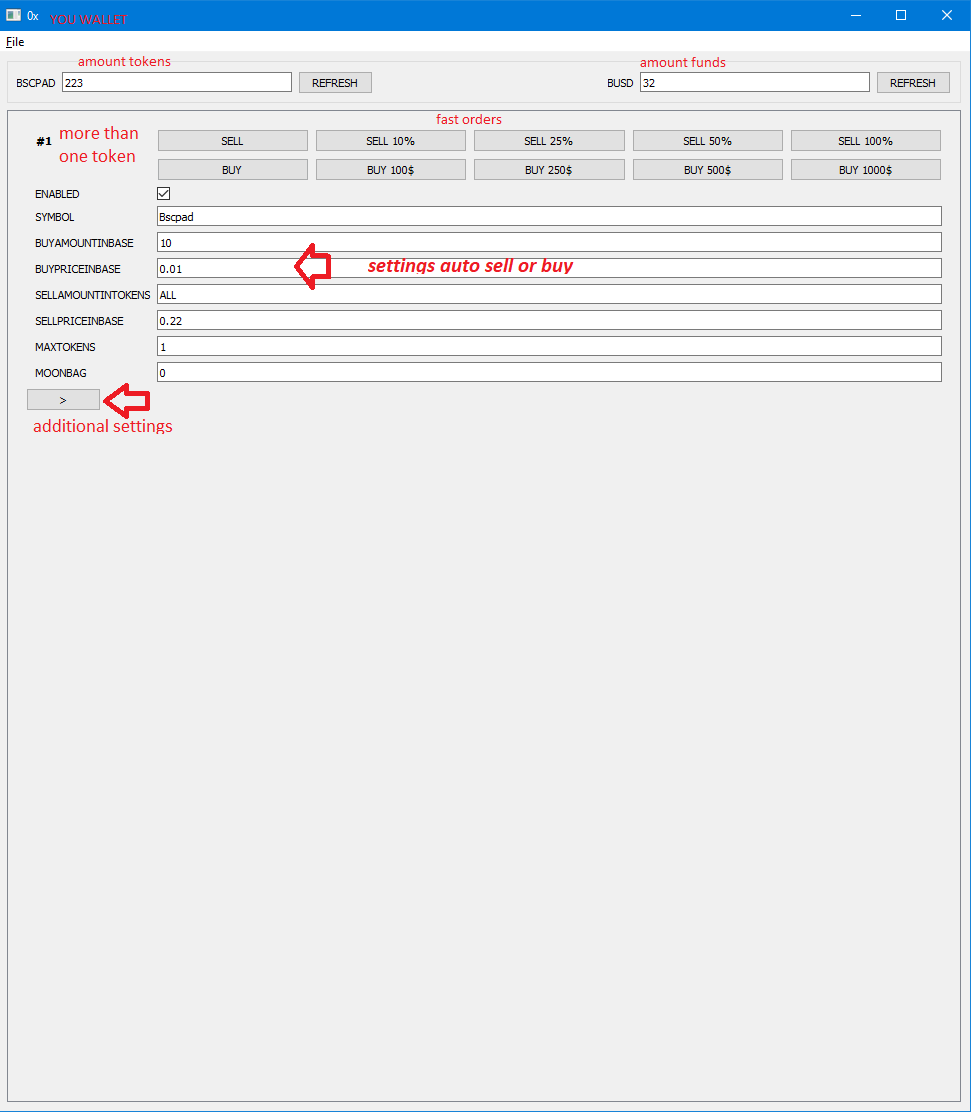 0x YOU WALLET
File
amount tokens amount funds
BSCPAD 223 REFRESH BUSD 32 REFRESH
fast orders
#1 more than one token
SELL SELL 10% SELL 25% SELL 50% SELL 100%
BUY BUY 100$ BUY 250$ BUY 500$ BUY 1000$
ENABLED
SYMBOL Bscpad
BUYAMOUNTINBASE 10
BUYPRICEINBASE 0.01 settings auto sell or buy
SELLAMOUNTINTOKENS ALL
SELLPRICEINBASE 0.22
MAXTOKENS 1
MOONBAG 0
>
additional settings